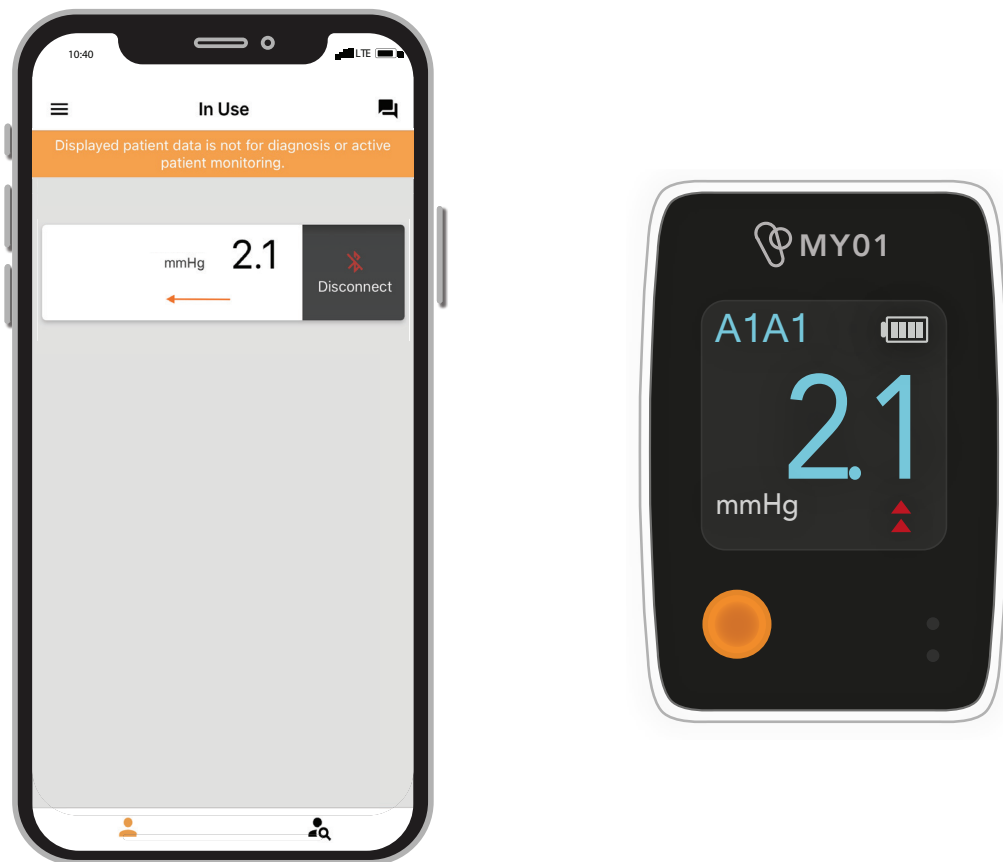 10:40
LTE
In Use
Displayed patient data is not for diagnosis or active
patient monitoring.
mmHg 2.1
Disconnect
MY01
A1A1
2.1
mmHg